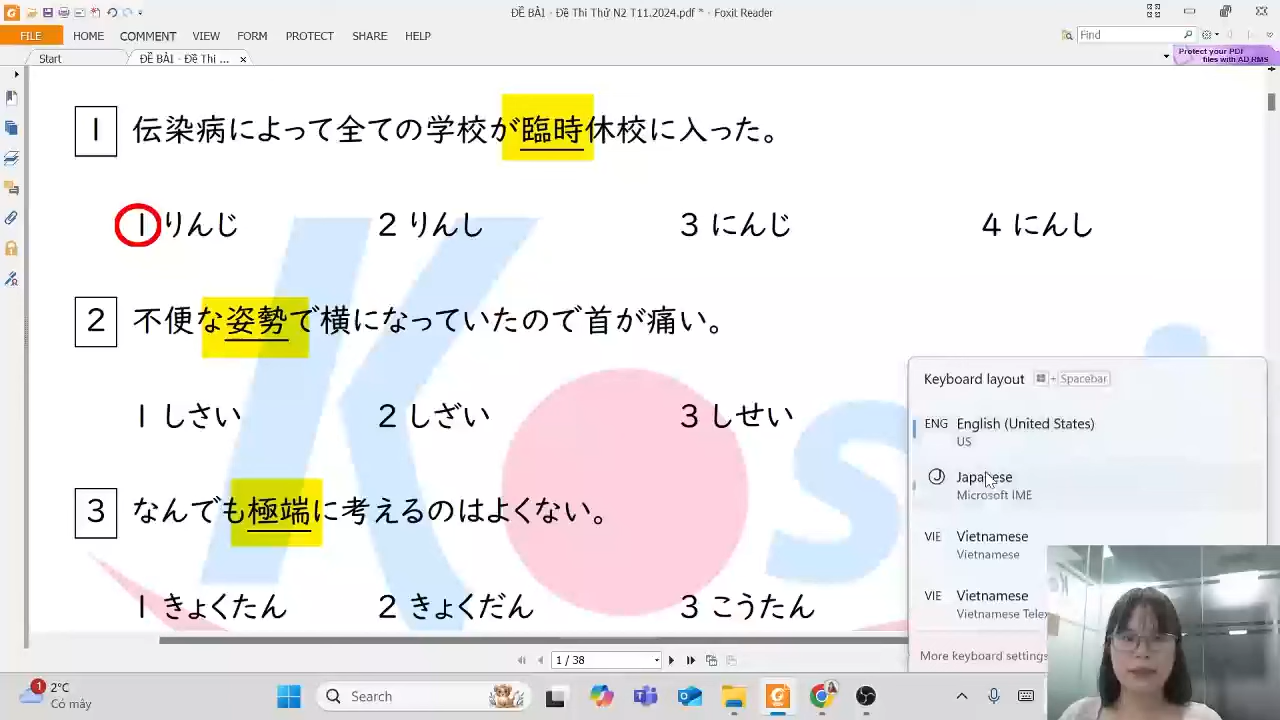 ĐỀ BÀI - Đề Thi Thử N2 T11.2024.pdf * - Foxit Reader
FILE HOME COMMENT VIEW FORM PROTECT SHARE HELP Find
Start ĐỀ BÀI - Đề Thi ... Protect your PDF files with AD RMS
1 伝染病によって全ての学校が臨時休校に入った。
1 りんじ 2 りんし 3 にんじ 4 にんし
2 不便な姿勢で横になっていたので首が痛い。
1 しさい 2 しざい 3 しせい
3 なんでも極端に考えるのはよくない。
1 きょくたん 2 きょくだん 3 こうたん
Keyboard layout + Spacebar
ENG English (United States)
US
Japanese
Microsoft IME
VIE Vietnamese
Vietnamese
VIE Vietnamese
Vietnamese Telex
More keyboard settings
1 / 38
1 2°C
Có mây
Search